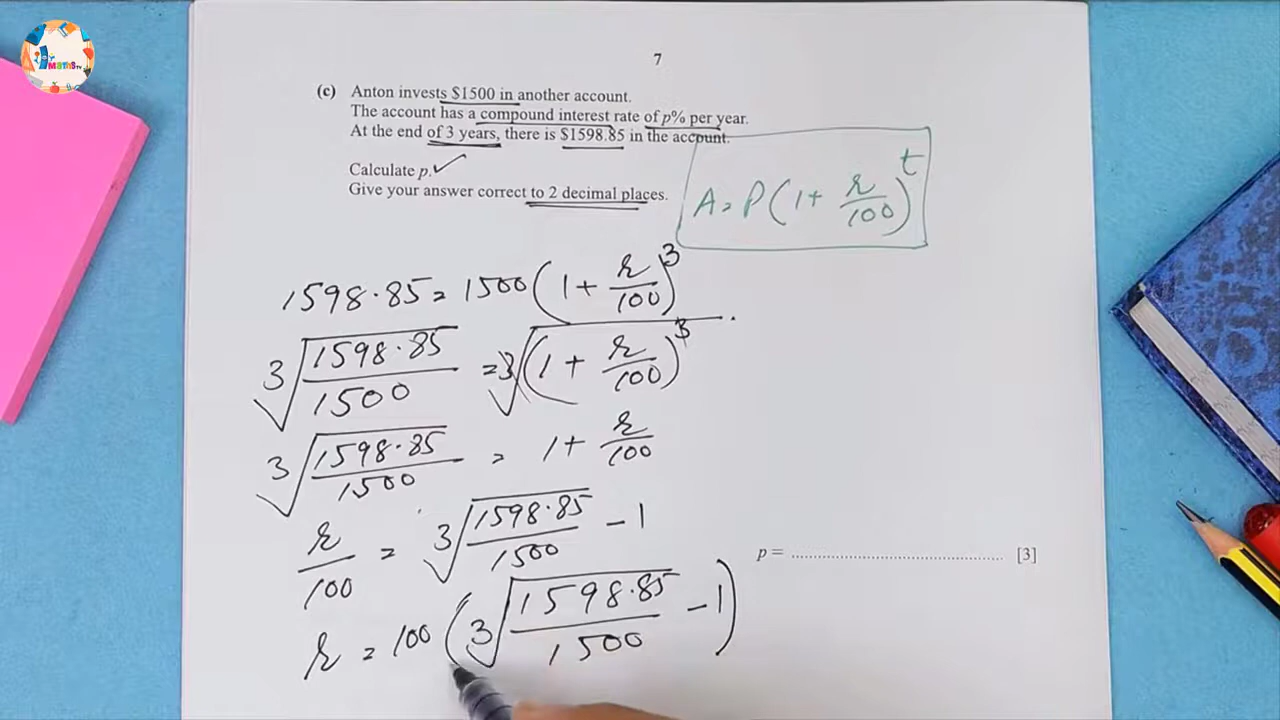 MATHS TV
7
(c) Anton invests $1500 in another account.
The account has a compound interest rate of p% per year.
At the end of 3 years, there is $1598.85 in the account.
Calculate p.
Give your answer correct to 2 decimal places.
A = P(1 + r/100)^t
1598.85 = 1500(1 + r/100)^3
3√(1598.85/1500) = 3√(1 + r/100)^3
3√(1598.85/1500) = 1 + r/100
r/100 = 3√(1598.85/1500) - 1
p = ........................................ [3]
r = 100(3√(1598.85/1500) - 1)